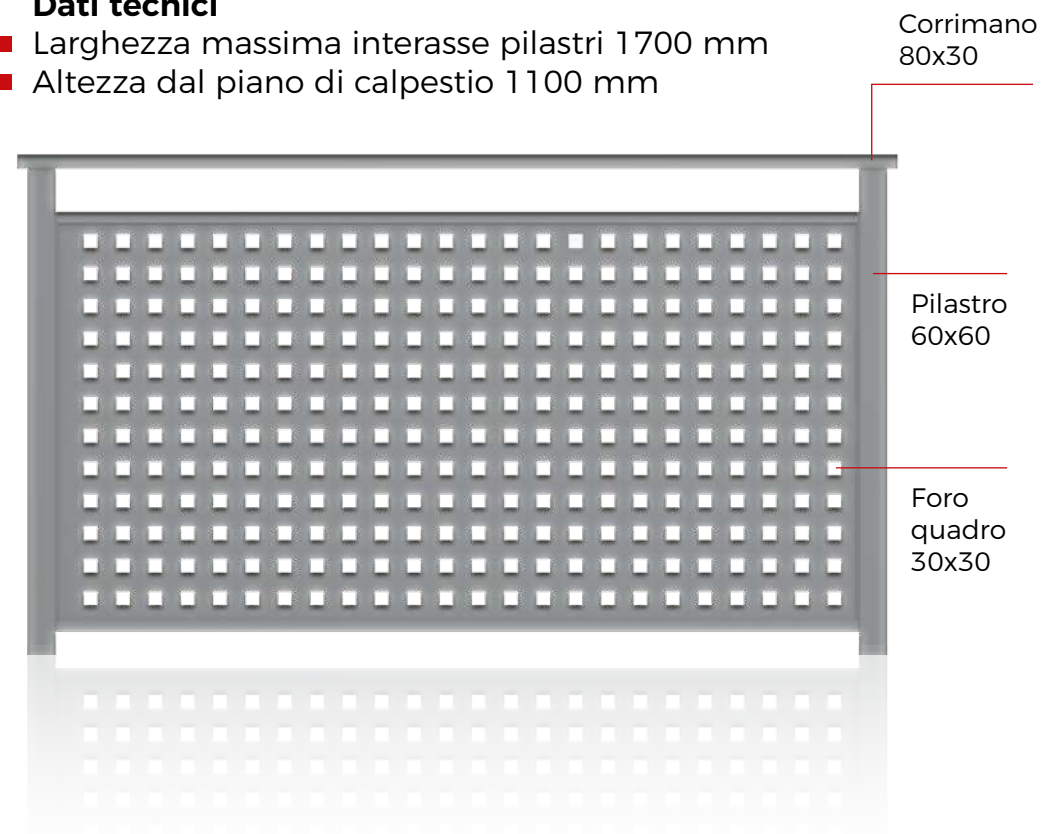 Dati tecnici
Larghezza massima interasse pilastri 1700 mm
Altezza dal piano di calpestio 1100 mm
Corrimano
80x30
Pilastro
60x60
Foro
quadro
30x30